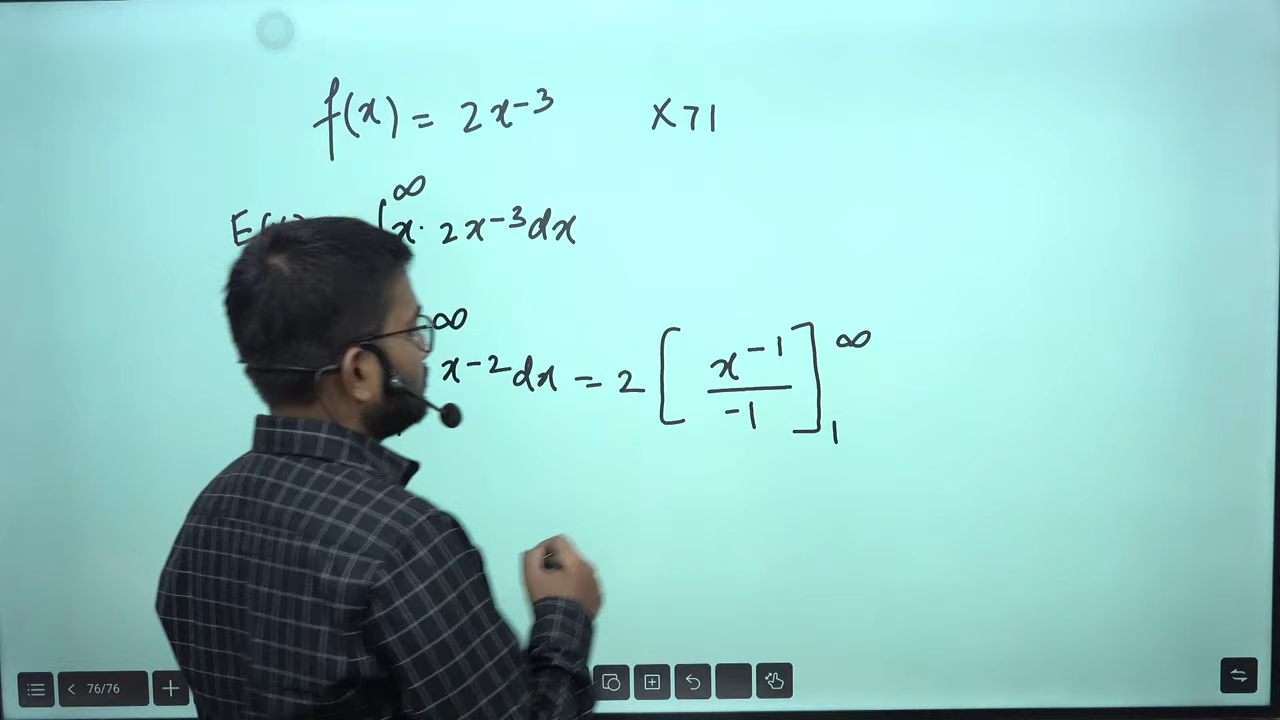 f(x) = 2x⁻³ x>1
E( ∞∫ x· 2x⁻³dx
∞ x⁻²dx = 2 [ x⁻¹/-1 ]₁^∞
76/76